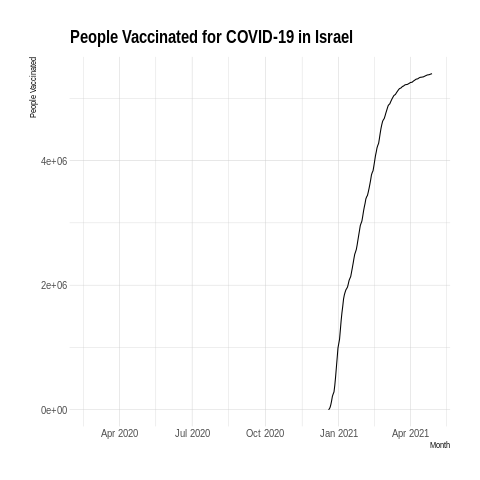 People Vaccinated for COVID-19 in Israel
People Vaccinated
4e+06
2e+06
0e+00
Apr 2020 Jul 2020 Oct 2020 Jan 2021 Apr 2021
Month